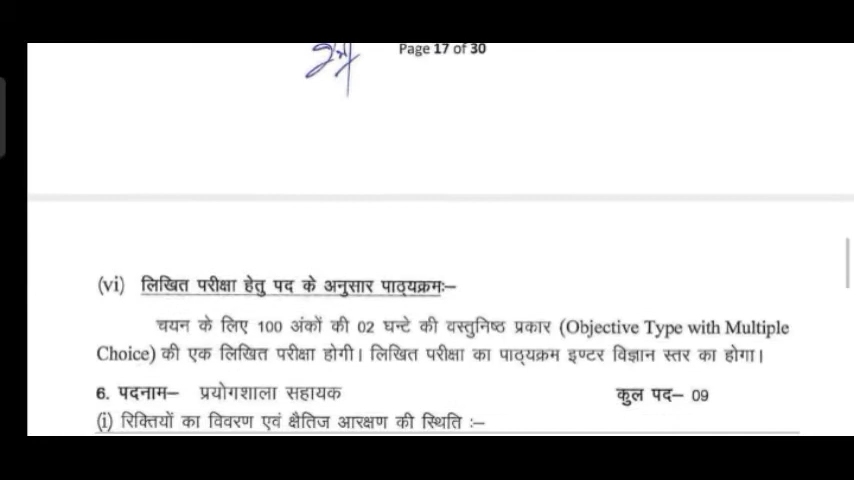 Page 17 of 30
(vi) लिखित परीक्षा हेतु पद के अनुसार पाठ्यक्रमः–
चयन के लिए 100 अंकों की 02 घन्टे की वस्तुनिष्ठ प्रकार (Objective Type with Multiple
Choice) की एक लिखित परीक्षा होगी। लिखित परीक्षा का पाठ्यक्रम इण्टर विज्ञान स्तर का होगा।
6. पदनाम– प्रयोगशाला सहायक कुल पद– 09
(i) रिक्तियों का विवरण एवं क्षैतिज आरक्षण की स्थिति :–